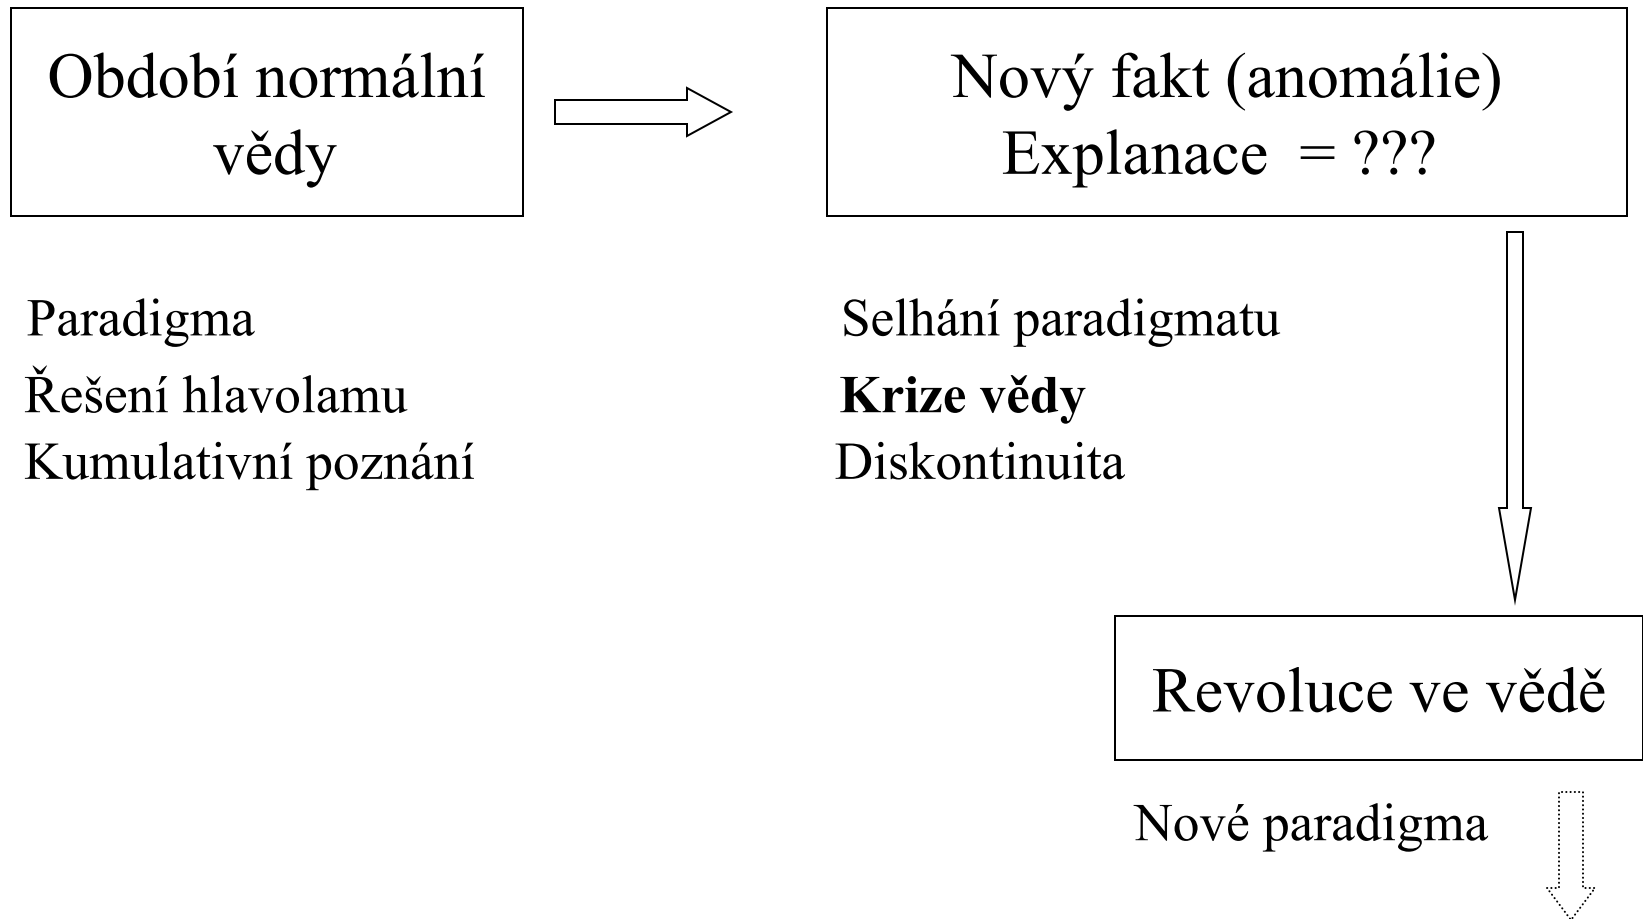 Období normální
vědy
Nový fakt (anomálie)
Explanace = ???
Paradigma
Řešení hlavolamu
Kumulativní poznání
Selhání paradigmatu
Krize vědy
Diskontinuita
Revoluce ve vědě
Nové paradigma